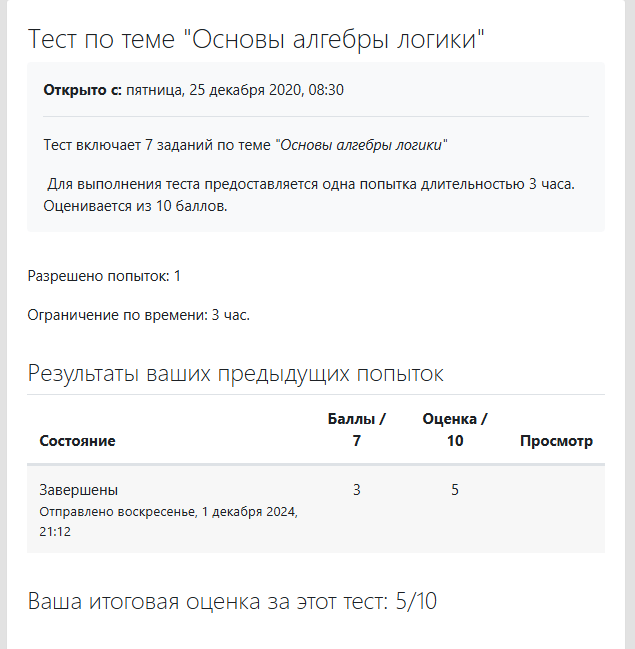 Тест по теме "Основы алгебры логики"
Открыто с: пятница, 25 декабря 2020, 08:30
Тест включает 7 заданий по теме "Основы алгебры логики"
Для выполнения теста предоставляется одна попытка длительностью 3 часа.
Оценивается из 10 баллов.
Разрешено попыток: 1
Ограничение по времени: 3 час.
Результаты ваших предыдущих попыток
Состояние Баллы / 7 Оценка / 10 Просмотр
Завершены 3 5
Отправлено воскресенье, 1 декабря 2024,
21:12
Ваша итоговая оценка за этот тест: 5/10